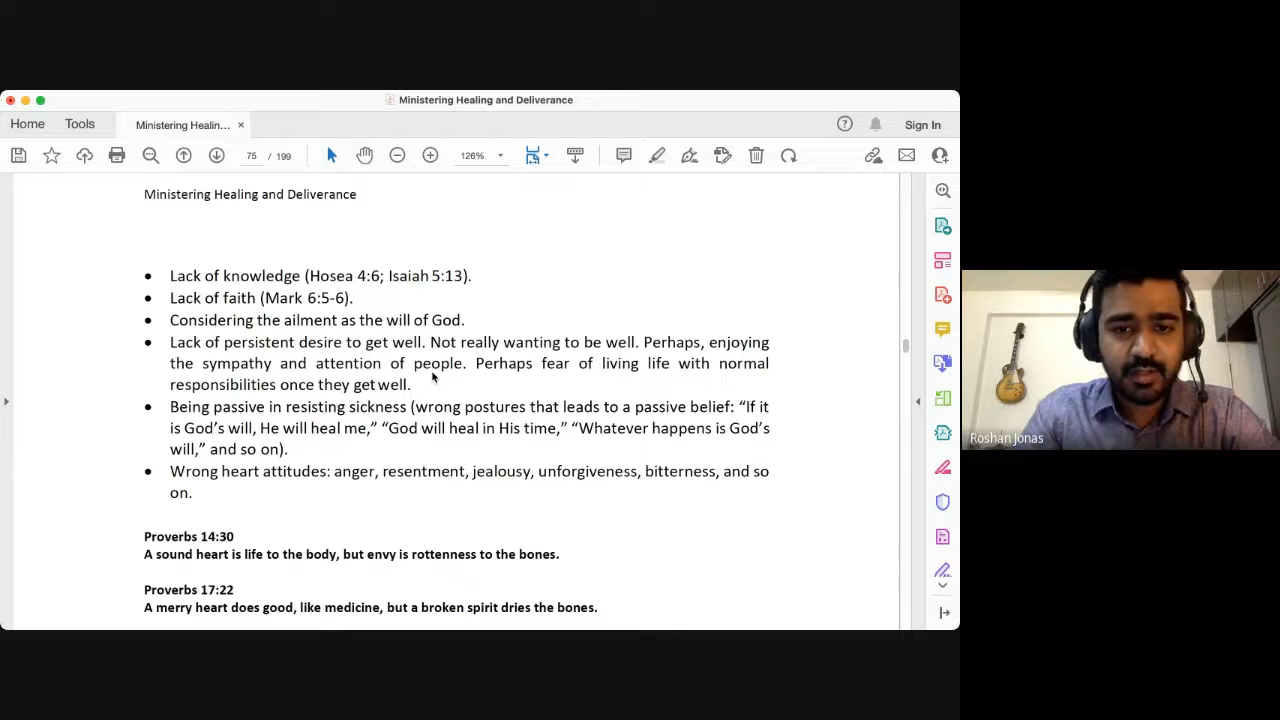 Ministering Healing and Deliverance
Home Tools Ministering Healin... × Sign In
75 / 199 126%
Ministering Healing and Deliverance
• Lack of knowledge (Hosea 4:6; Isaiah 5:13).
• Lack of faith (Mark 6:5-6).
• Considering the ailment as the will of God.
• Lack of persistent desire to get well. Not really wanting to be well. Perhaps, enjoying
the sympathy and attention of people. Perhaps fear of living life with normal
responsibilities once they get well.
• Being passive in resisting sickness (wrong postures that leads to a passive belief: “If it
is God’s will, He will heal me,” “God will heal in His time,” “Whatever happens is God’s
will,” and so on).
• Wrong heart attitudes: anger, resentment, jealousy, unforgiveness, bitterness, and so
on.
Proverbs 14:30
A sound heart is life to the body, but envy is rottenness to the bones.
Proverbs 17:22
A merry heart does good, like medicine, but a broken spirit dries the bones.
Roshan Jonas